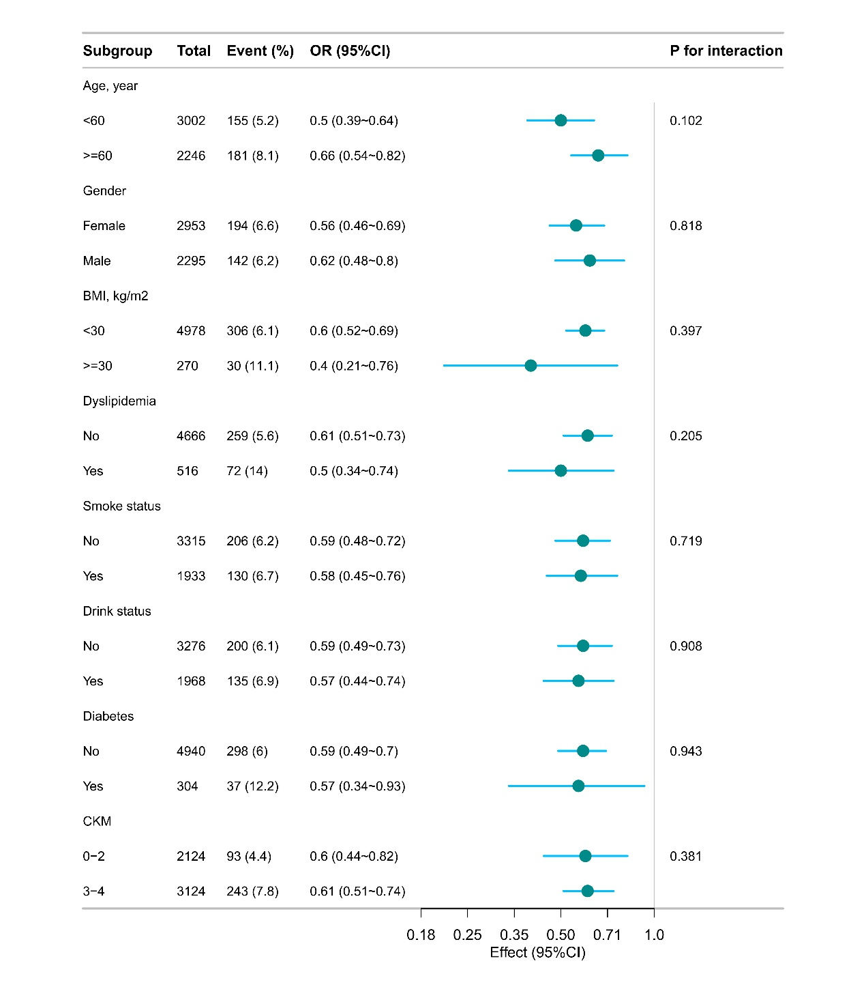 Subgroup Total Event (%) OR (95%CI) P for interaction
Age, year
<60 3002 155 (5.2) 0.5 (0.39~0.64) 0.102
>=60 2246 181 (8.1) 0.66 (0.54~0.82)
Gender
Female 2953 194 (6.6) 0.56 (0.46~0.69) 0.818
Male 2295 142 (6.2) 0.62 (0.48~0.8)
BMI, kg/m2
<30 4978 306 (6.1) 0.6 (0.52~0.69) 0.397
>=30 270 30 (11.1) 0.4 (0.21~0.76)
Dyslipidemia
No 4666 259 (5.6) 0.61 (0.51~0.73) 0.205
Yes 516 72 (14) 0.5 (0.34~0.74)
Smoke status
No 3315 206 (6.2) 0.59 (0.48~0.72) 0.719
Yes 1933 130 (6.7) 0.58 (0.45~0.76)
Drink status
No 3276 200 (6.1) 0.59 (0.49~0.73) 0.908
Yes 1968 135 (6.9) 0.57 (0.44~0.74)
Diabetes
No 4940 298 (6) 0.59 (0.49~0.7) 0.943
Yes 304 37 (12.2) 0.57 (0.34~0.93)
CKM
0−2 2124 93 (4.4) 0.6 (0.44~0.82) 0.381
3−4 3124 243 (7.8) 0.61 (0.51~0.74)
0.18 0.25 0.35 0.50 0.71 1.0
Effect (95%CI)